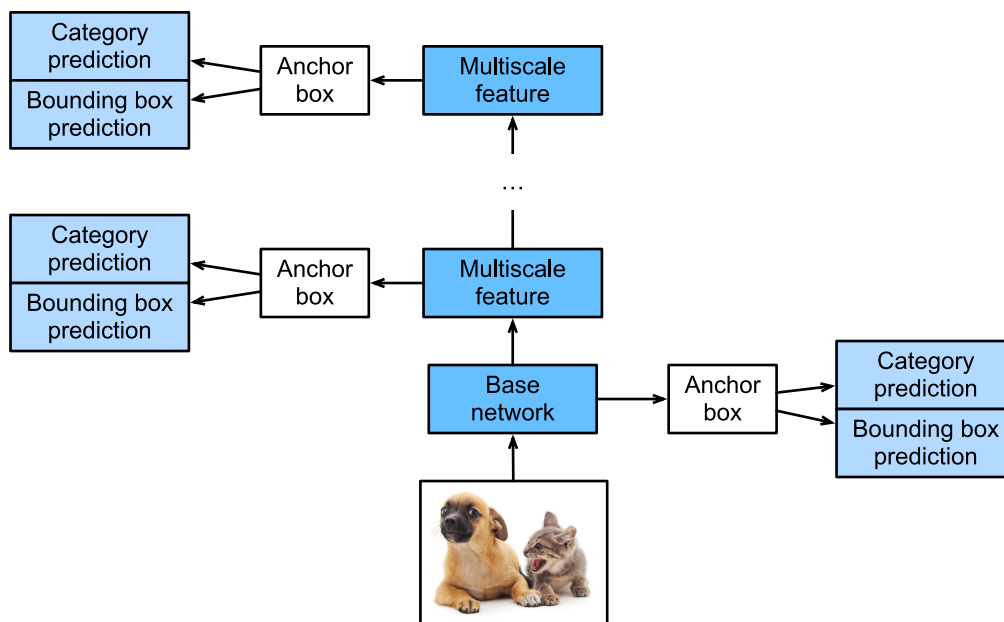 Category
prediction
Bounding box
prediction
Anchor
box
Multiscale
feature
...
Category
prediction
Bounding box
prediction
Anchor
box
Multiscale
feature
Base
network
Anchor
box
Category
prediction
Bounding box
prediction